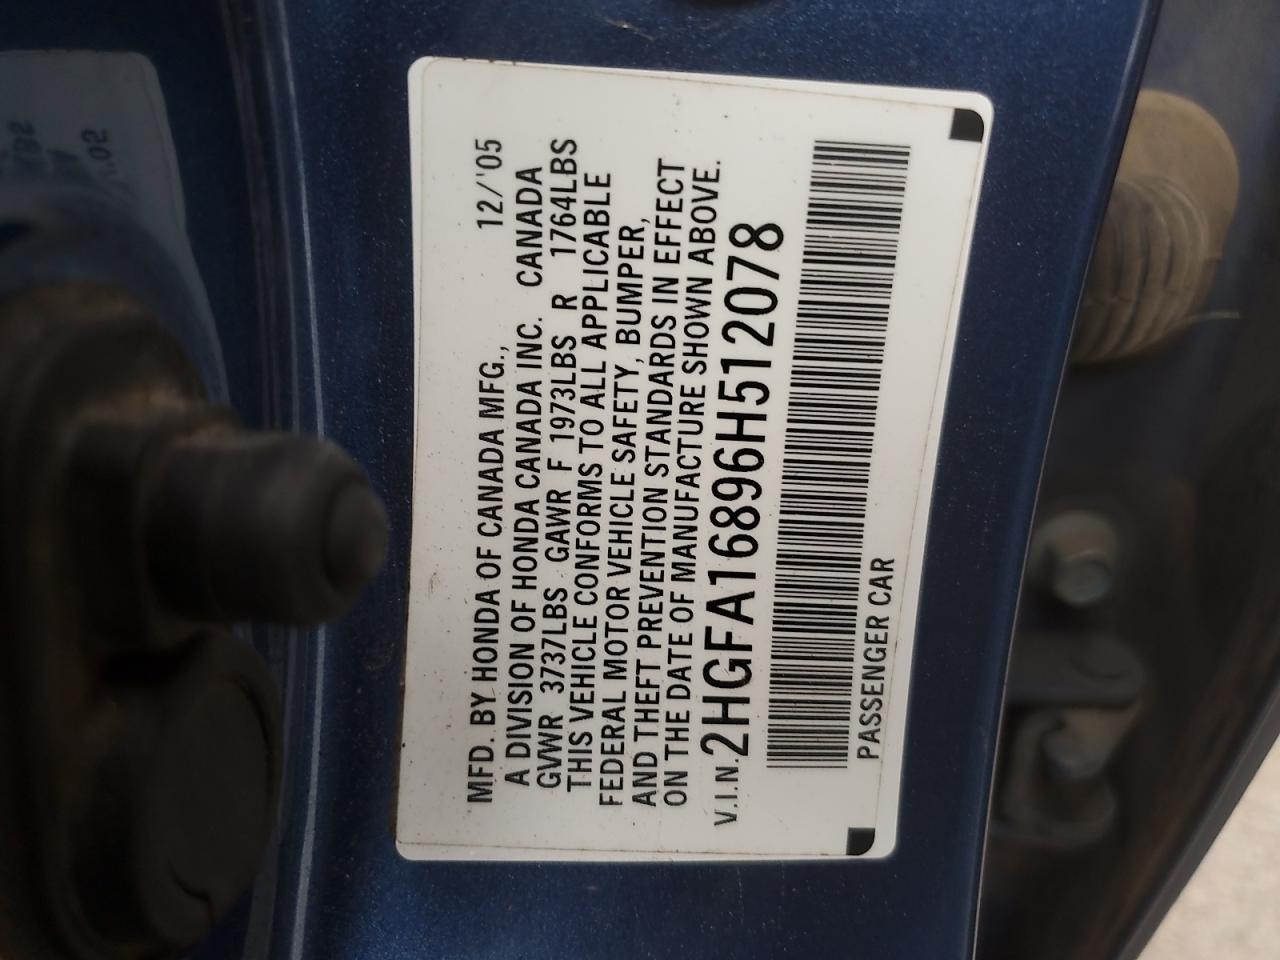 MFD. BY HONDA OF CANADA MFG., 12/'05
A DIVISION OF HONDA CANADA INC. CANADA
GVWR 3737LBS GAWR F 1973LBS R 1764LBS
THIS VEHICLE CONFORMS TO ALL APPLICABLE
FEDERAL MOTOR VEHICLE SAFETY, BUMPER,
AND THEFT PREVENTION STANDARDS IN EFFECT
ON THE DATE OF MANUFACTURE SHOWN ABOVE.
V.I.N. 2HGFA16896H512078
PASSENGER CAR